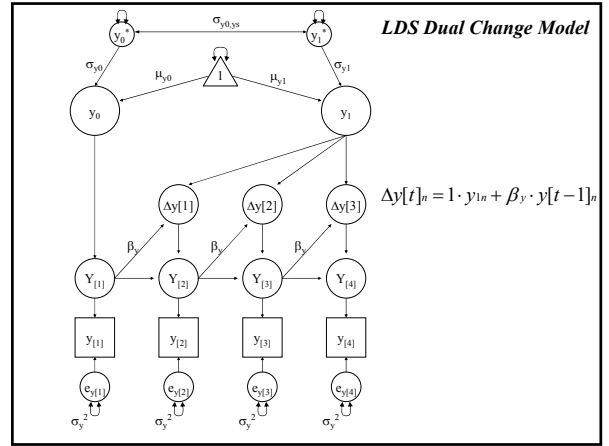 σy0,ys
LDS Dual Change Model
y0* y1*
σy0 σy1
μy0 1 μy1
y0 y1
Δy[1] Δy[2] Δy[3]
Δy[t]n = 1 · y1n + βy · y[t−1]n
βy βy βy
Y[1] Y[2] Y[3] Y[4]
y[1] y[2] y[3] y[4]
ey[1] ey[2] ey[3] ey[4]
σy² σy² σy² σy²